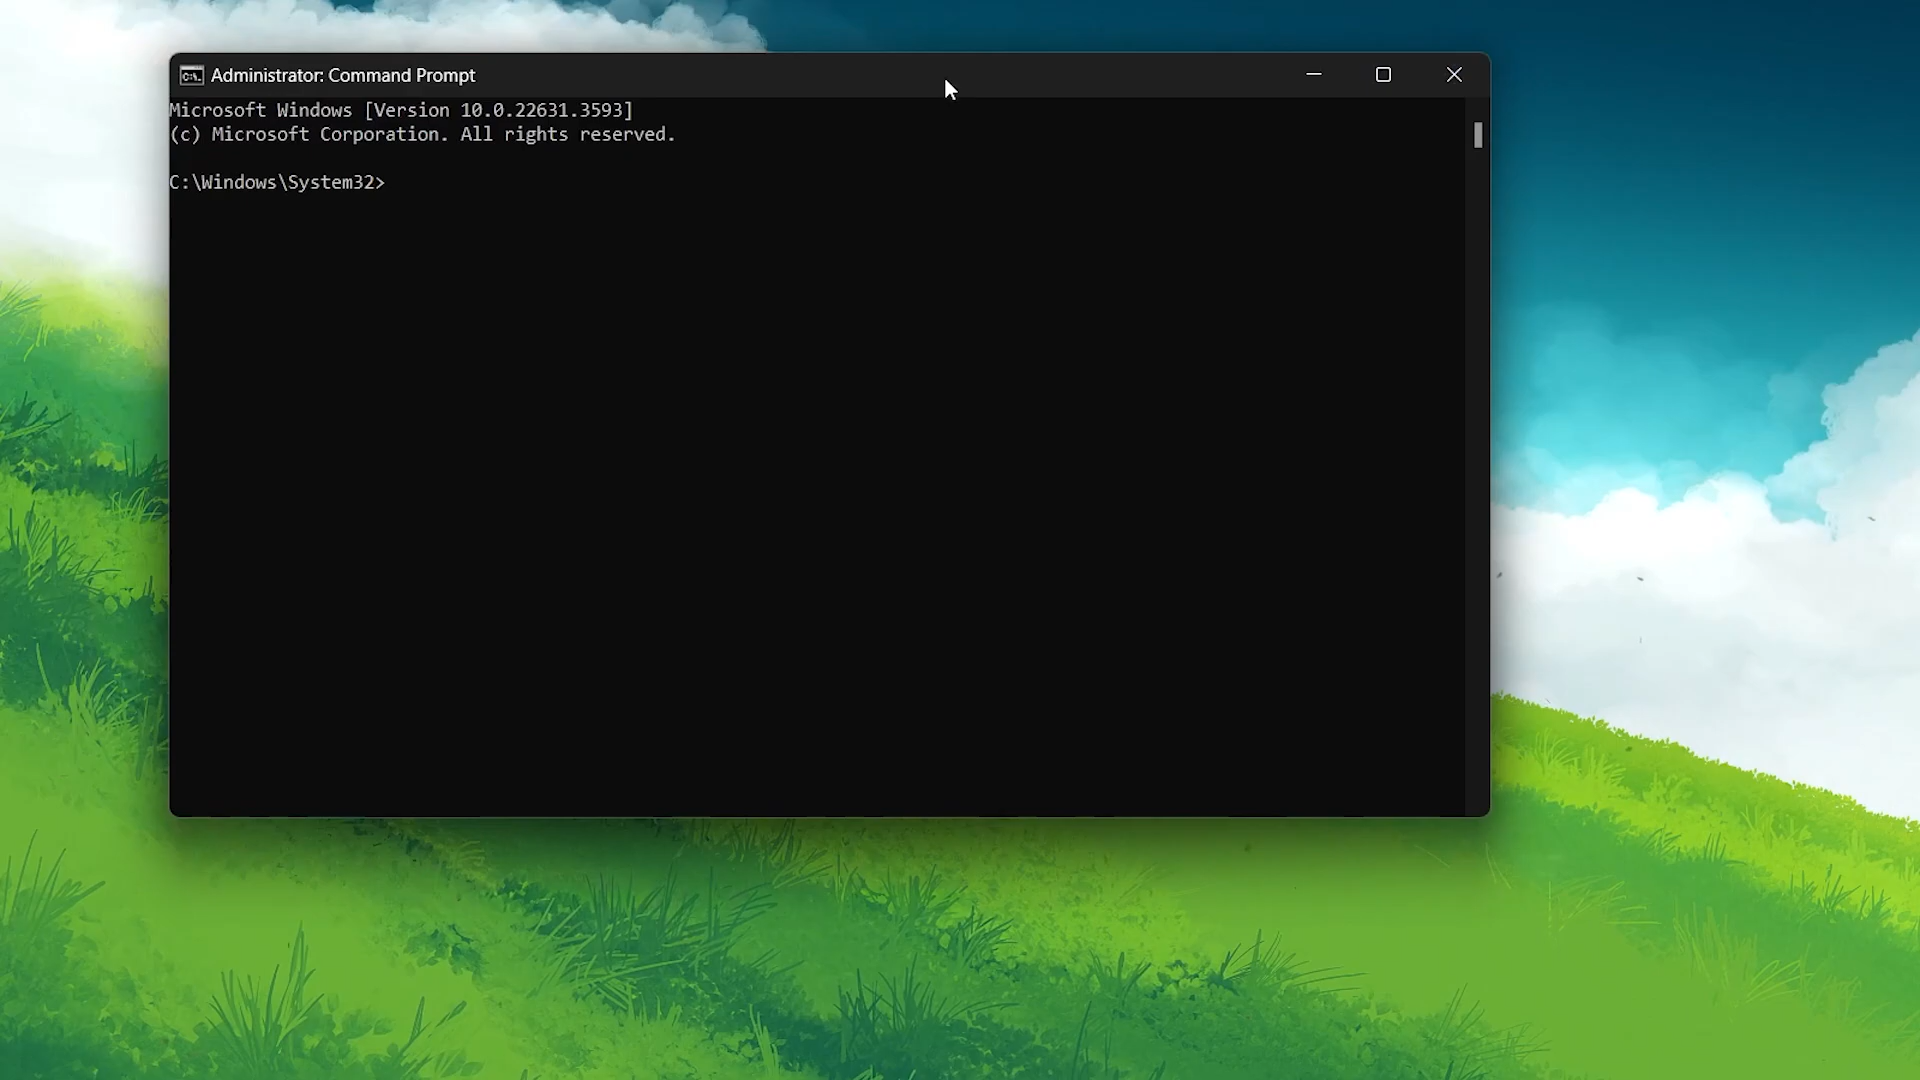 Administrator: Command Prompt
Microsoft Windows [Version 10.0.22631.3593]
(c) Microsoft Corporation. All rights reserved.
C:\Windows\System32>